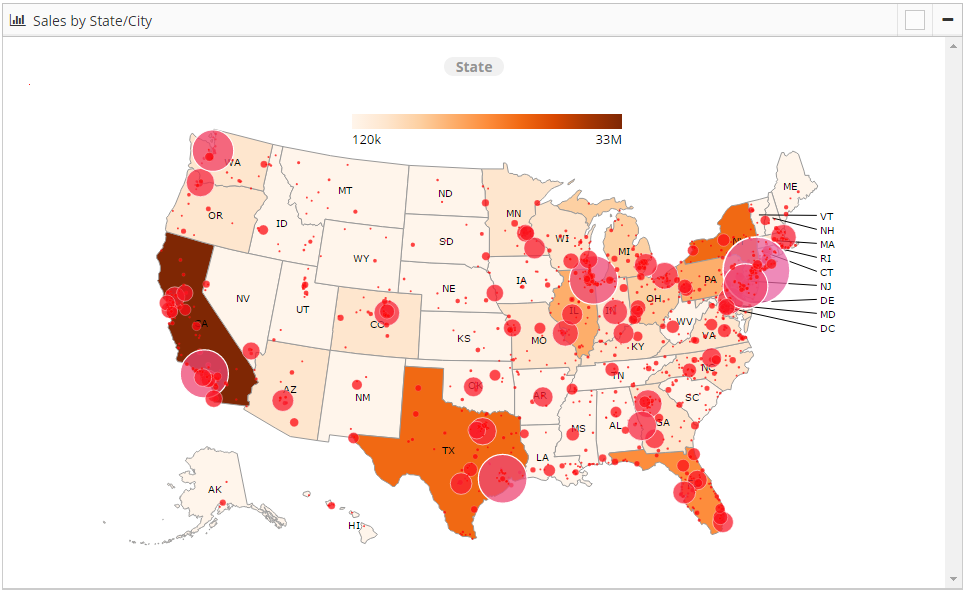 Sales by State/City
State
120k
33M
WA
MT
ND
ME
OR
ID
MN
VT
NH
SD
WI
MI
MA
WY
RI
CT
IA
PA
NJ
NE
NV
OH
DE
UT
IL
IN
MD
CO
CA
WV
DC
KS
MO
VA
KY
NC
TN
AZ
OK
NM
AR
SC
MS
AL
GA
TX
LA
AK
HI